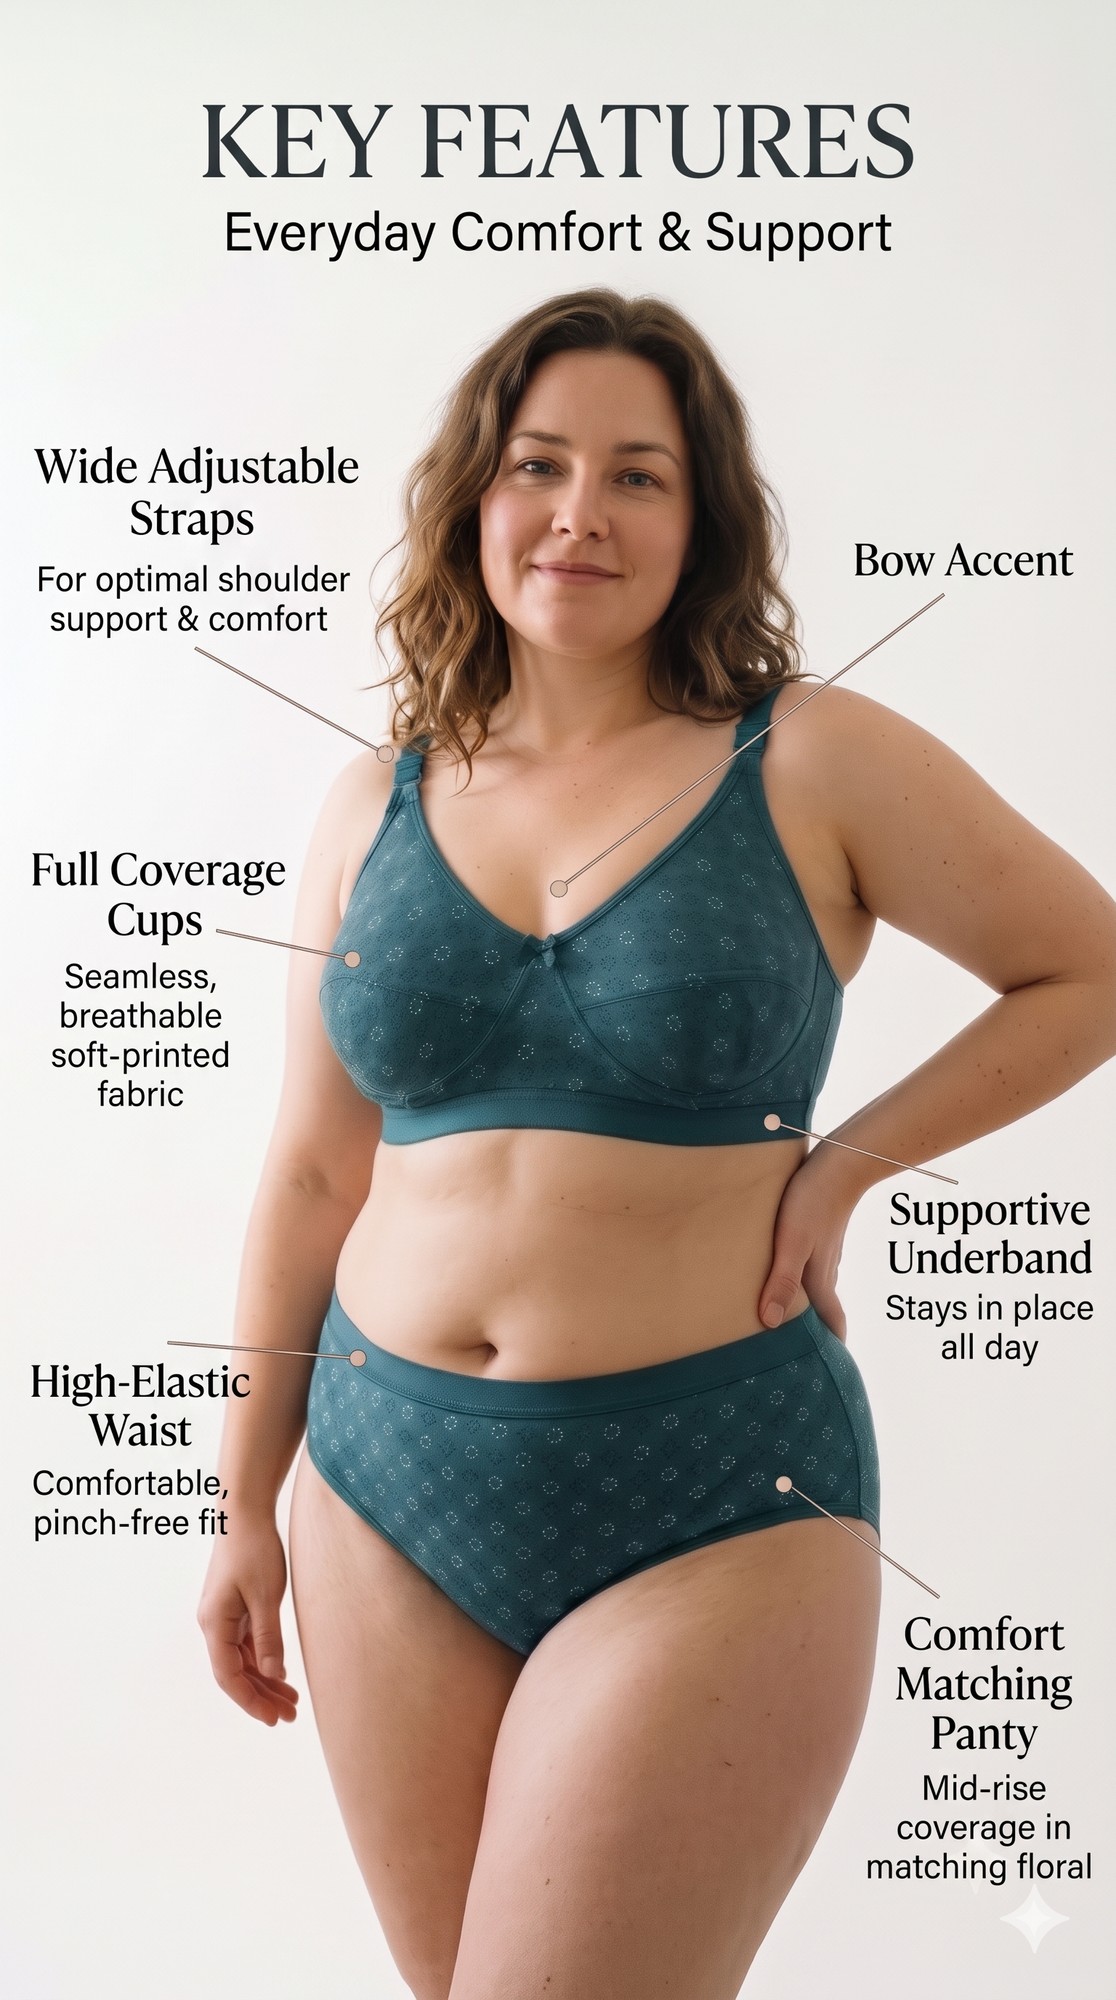 KEY FEATURES
Everyday Comfort & Support
Wide Adjustable
Straps
For optimal shoulder
support & comfort
Bow Accent
Full Coverage
Cups
Seamless,
breathable
soft-printed
fabric
Supportive
Underband
Stays in place
all day
High-Elastic
Waist
Comfortable,
pinch-free fit
Comfort
Matching
Panty
Mid-rise
coverage in
matching floral